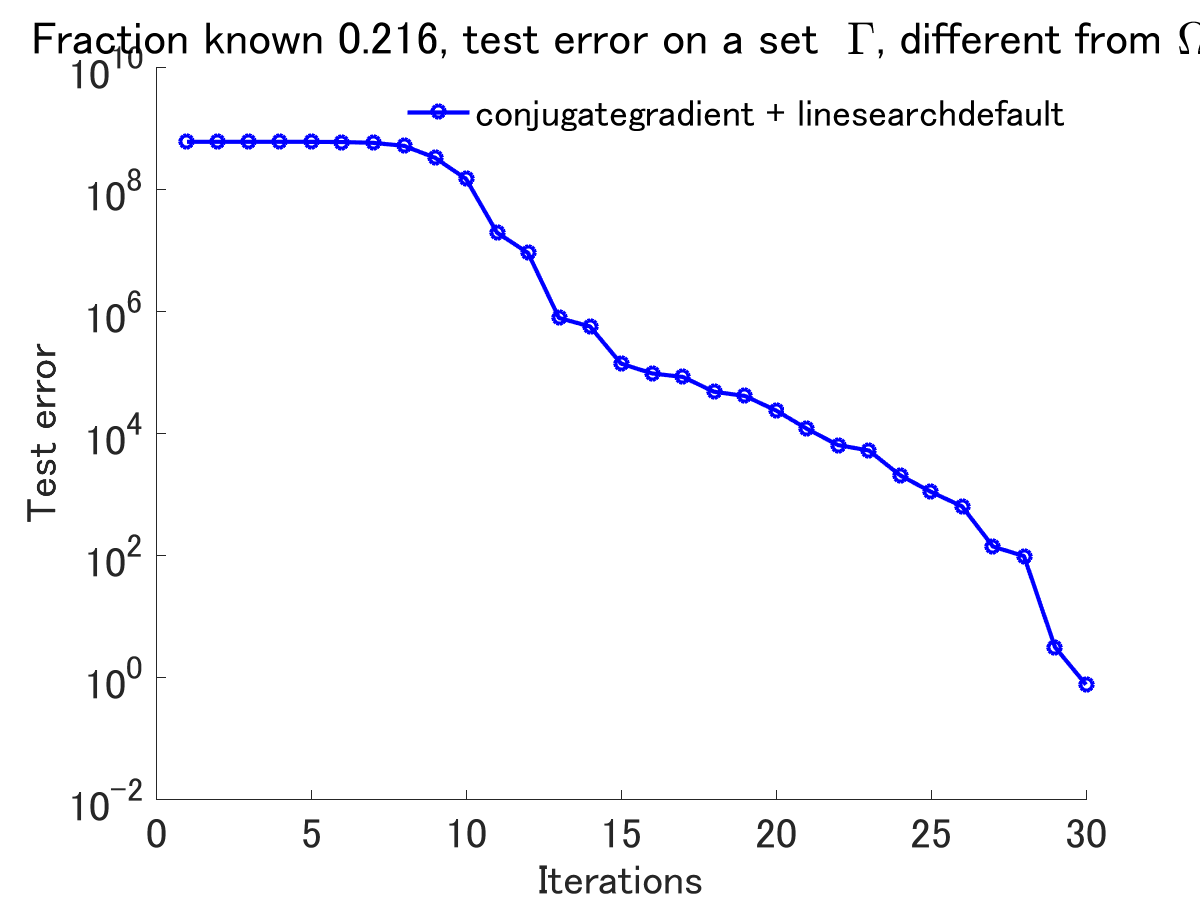 Fraction known 0.216, test error on a set Γ, different from Ω
10^10
conjugategradient + linesearchdefault
10^8
10^6
10^4
10^2
10^0
10^−2
Test error
0 5 10 15 20 25 30
Iterations